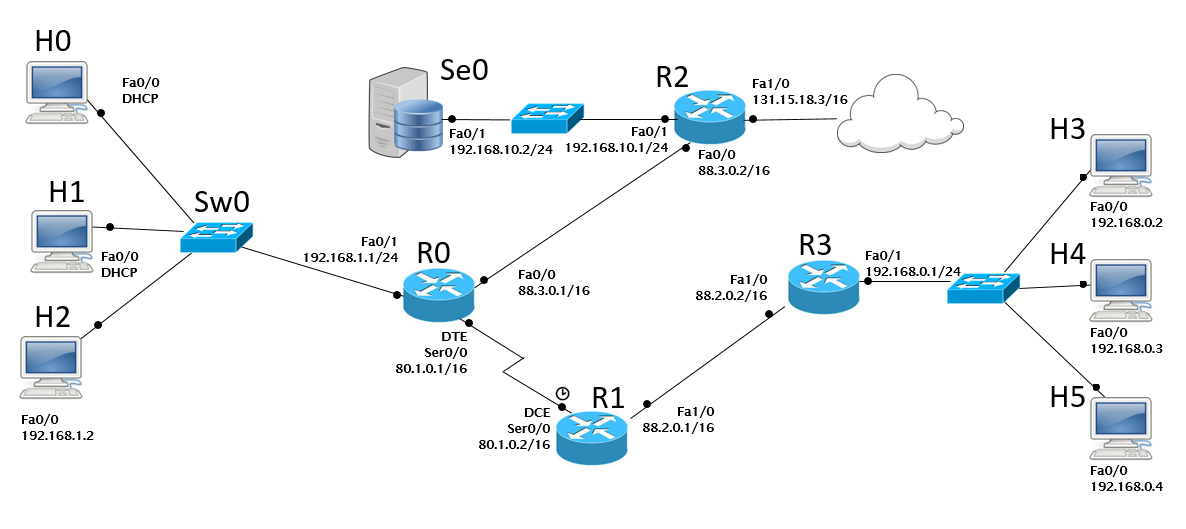 H0
Fa0/0
DHCP
H1
Fa0/0
DHCP
H2
Fa0/0
192.168.1.2
Sw0
Fa0/1
192.168.1.1/24
R0
Fa0/0
88.3.0.1/16
DTE
Ser0/0
80.1.0.1/16
Se0
Fa0/1
192.168.10.2/24
R2
Fa0/1
192.168.10.1/24
Fa1/0
131.15.18.3/16
Fa0/0
88.3.0.2/16
R1
DCE
Ser0/0
80.1.0.2/16
Fa1/0
88.2.0.1/16
R3
Fa1/0
88.2.0.2/16
Fa0/1
192.168.0.1/24
H3
Fa0/0
192.168.0.2
H4
Fa0/0
192.168.0.3
H5
Fa0/0
192.168.0.4